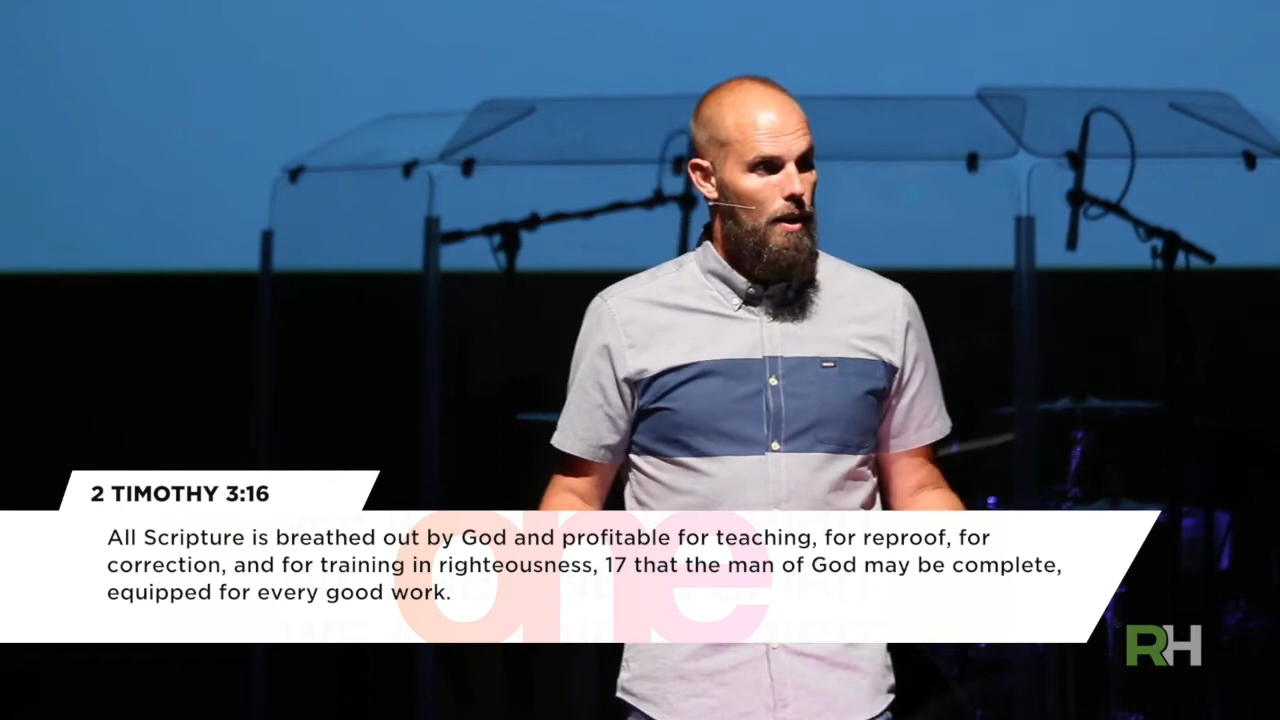 2 TIMOTHY 3:16
All Scripture is breathed out by God and profitable for teaching, for reproof, for
correction, and for training in righteousness, 17 that the man of God may be complete,
equipped for every good work.
one
RH